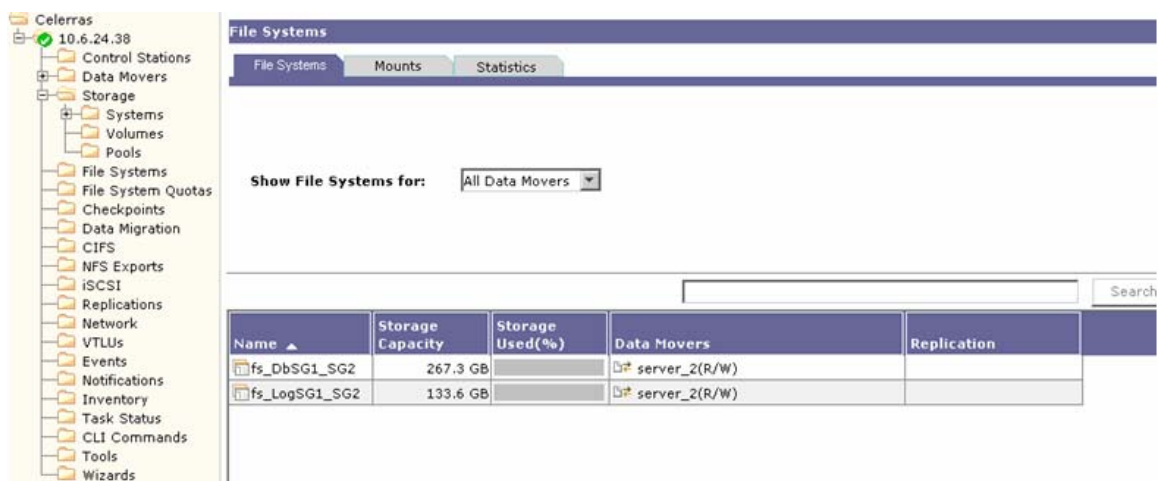 Celerras
10.6.24.38
Control Stations
Data Movers
Storage
Systems
Volumes
Pools
File Systems
File System Quotas
Checkpoints
Data Migration
CIFS
NFS Exports
iSCSI
Replications
Network
VTLUs
Events
Notifications
Inventory
Task Status
CLI Commands
Tools
Wizards
File Systems
File Systems Mounts Statistics
Show File Systems for: All Data Movers
Search
Name Storage Capacity Storage Used(%) Data Movers Replication
fs_DbSG1_SG2 267.3 GB server_2(R/W)
fs_LogSG1_SG2 133.6 GB server_2(R/W)